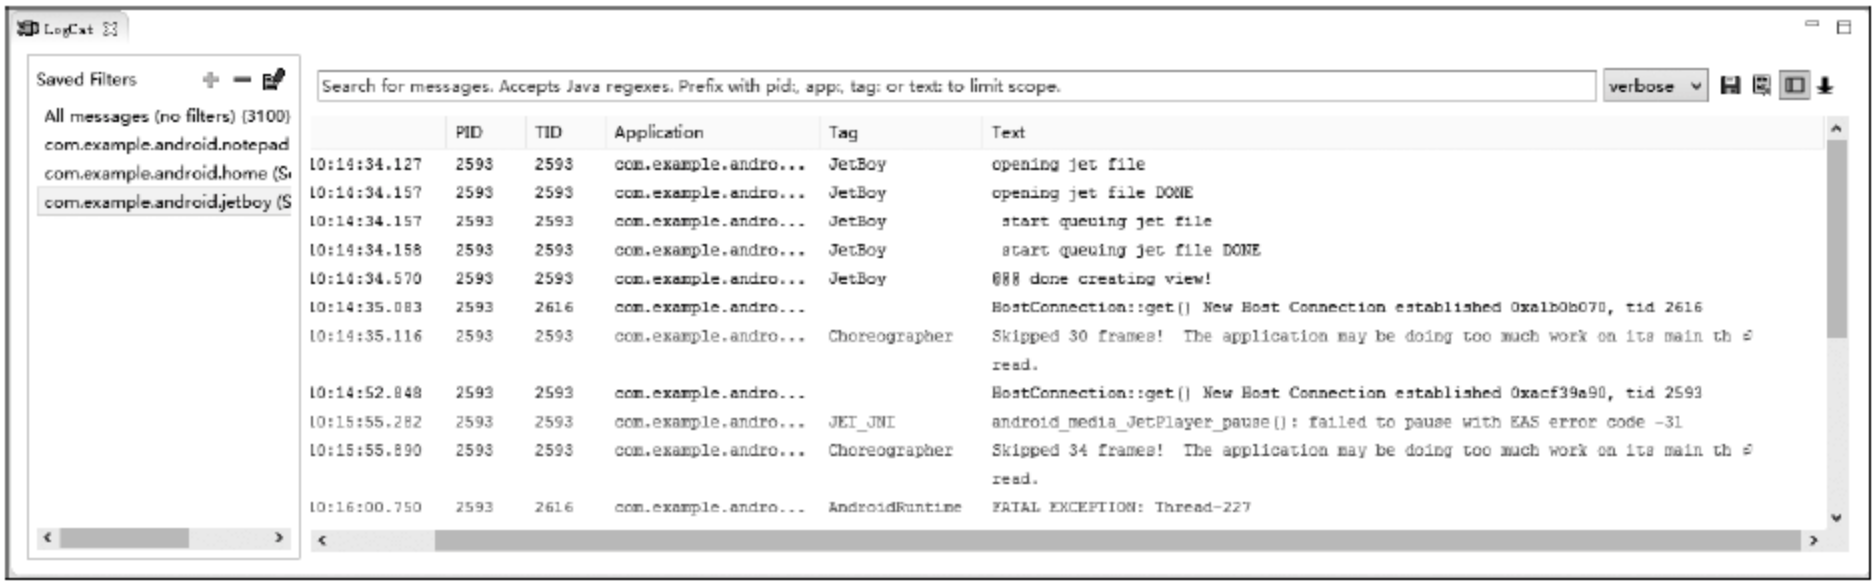 LogCat
Saved Filters
All messages (no filters) (3100)
com.example.android.notepad
com.example.android.home (Se
com.example.android.jetboy (S
Search for messages. Accepts Java regexes. Prefix with pid:, app:, tag: or text: to limit scope.
verbose
PID TID Application Tag Text
10:14:34.127 2593 2593 com.example.andro... JetBoy opening jet file
10:14:34.157 2593 2593 com.example.andro... JetBoy opening jet file DONE
10:14:34.157 2593 2593 com.example.andro... JetBoy start queuing jet file
10:14:34.158 2593 2593 com.example.andro... JetBoy start queuing jet file DONE
10:14:34.570 2593 2593 com.example.andro... JetBoy @@@ done creating view!
10:14:35.083 2593 2616 com.example.andro... HostConnection::get() New Host Connection established 0xa1b0b070, tid 2616
10:14:35.116 2593 2593 com.example.andro... Choreographer Skipped 30 frames! The application may be doing too much work on its main th
read.
10:14:52.848 2593 2593 com.example.andro... HostConnection::get() New Host Connection established 0xacf39a90, tid 2593
10:15:55.282 2593 2593 com.example.andro... JET_JNI android_media_JetPlayer_pause(): failed to pause with EAS error code -31
10:15:55.890 2593 2593 com.example.andro... Choreographer Skipped 34 frames! The application may be doing too much work on its main th
read.
10:16:00.750 2593 2616 com.example.andro... AndroidRuntime FATAL EXCEPTION: Thread-227